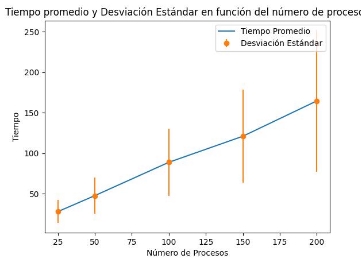 Tiempo promedio y Desviación Estándar en función del número de proceso
Tiempo Promedio
Desviación Estándar
250
200
150
100
50
Tiempo
25
50
75
100
125
150
175
200
Número de Procesos